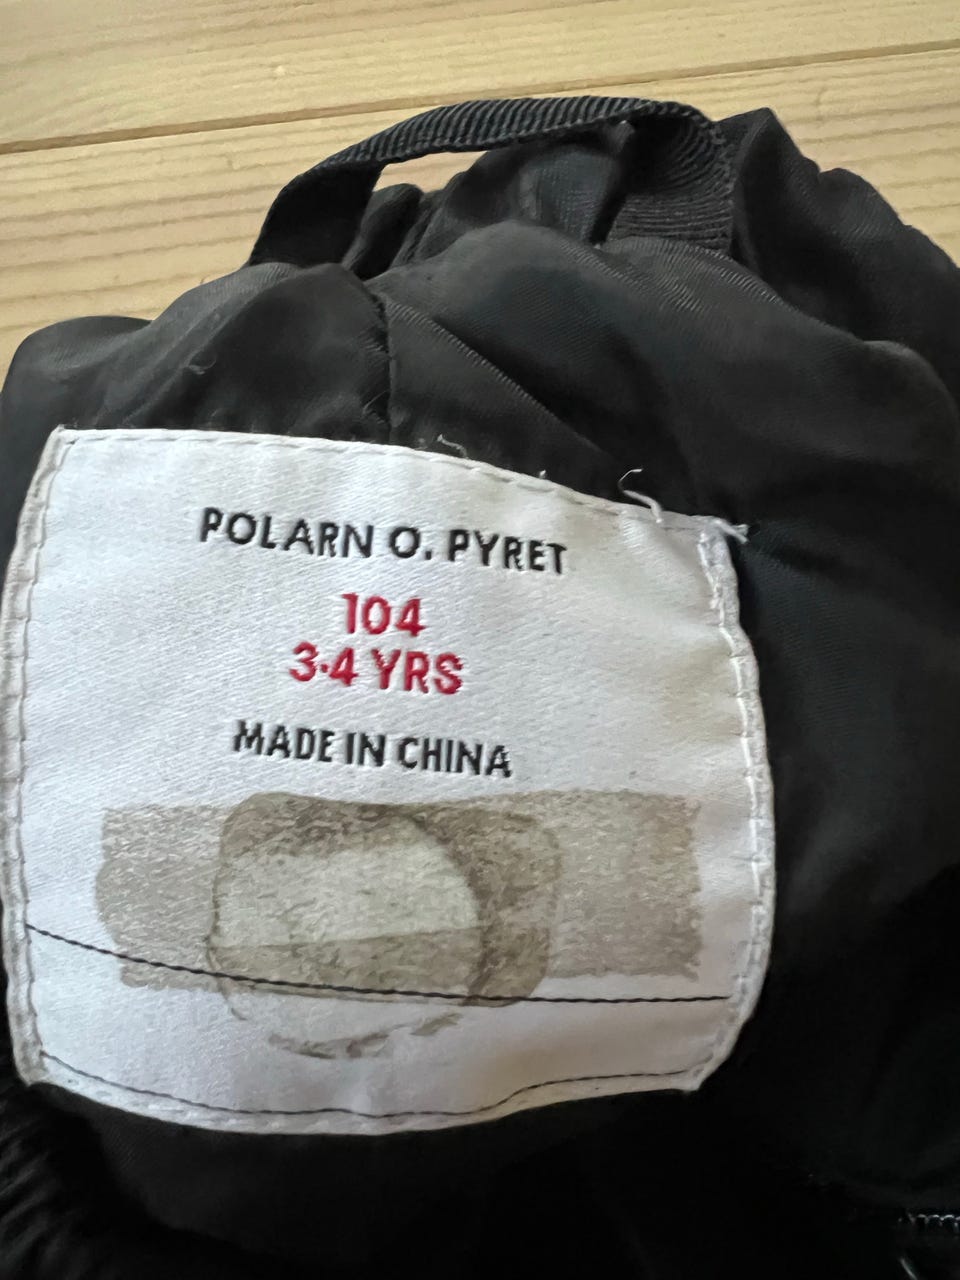 POLARN O. PYRET
104
3-4 YRS
MADE IN CHINA